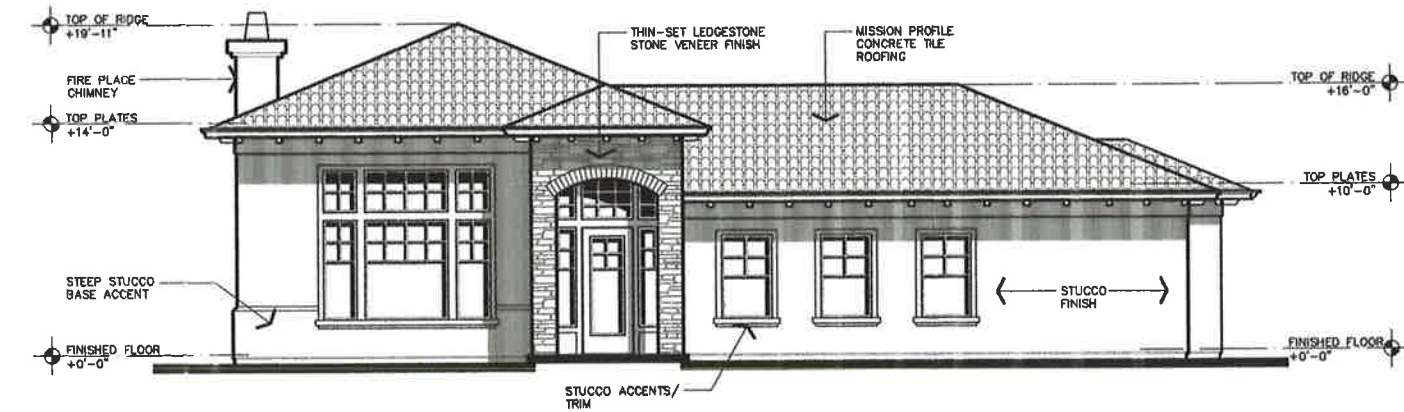 TOP OF RIDGE
+19'-11"
FIRE PLACE
CHIMNEY
TOP PLATES
+14'-0"
STEEP STUCCO
BASE ACCENT
FINISHED FLOOR
+0'-0"
THIN-SET LEDGESTONE
STONE VENEER FINISH
MISSION PROFILE
CONCRETE TILE
ROOFING
STUCCO ACCENTS/
TRIM
STUCCO
FINISH
TOP OF RIDGE
+16'-0"
TOP PLATES
+10'-0"
FINISHED FLOOR
+0'-0"